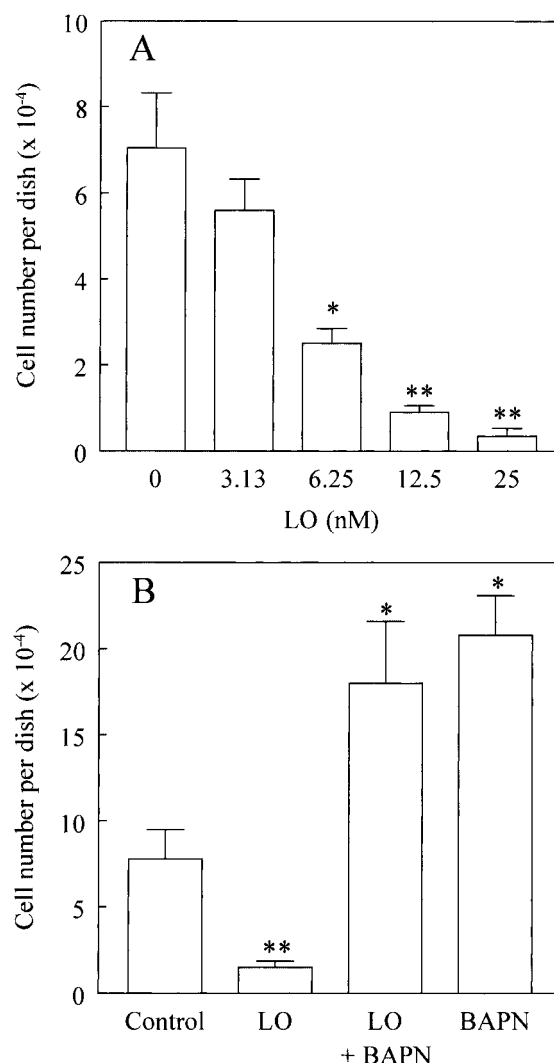 A
Cell number per dish (x 10⁻⁴)
10
8
6
4
2
0
*
**
**
0 3.13 6.25 12.5 25
LO (nM)
B
Cell number per dish (x 10⁻⁴)
25
20
15
10
5
0
**
*
*
Control LO LO BAPN
+ BAPN